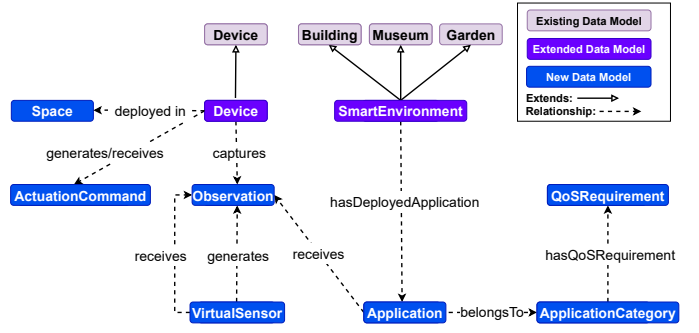 Device
Building
Museum
Garden
Existing Data Model
Extended Data Model
New Data Model
Extends:
Relationship:
Space
deployed in
Device
SmartEnvironment
generates/receives
captures
ActuationCommand
Observation
hasDeployedApplication
QoSRequirement
receives
generates
receives
hasQoSRequirement
VirtualSensor
Application
belongsTo
ApplicationCategory